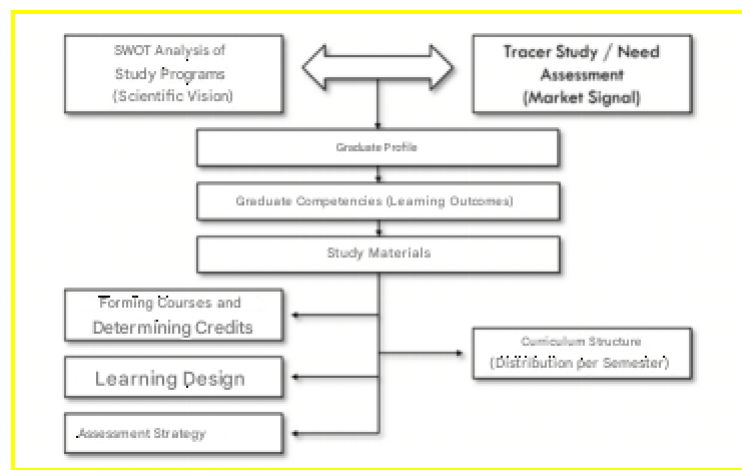 SWOT Analysis of
Study Programs
(Scientific Vision)
Tracer Study / Need
Assessment
(Market Signal)
Graduate Profile
Graduate Competencies (Learning Outcomes)
Study Materials
Forming Courses and
Determining Credits
Curriculum Structure
(Distribution per Semester)
Learning Design
Assessment Strategy